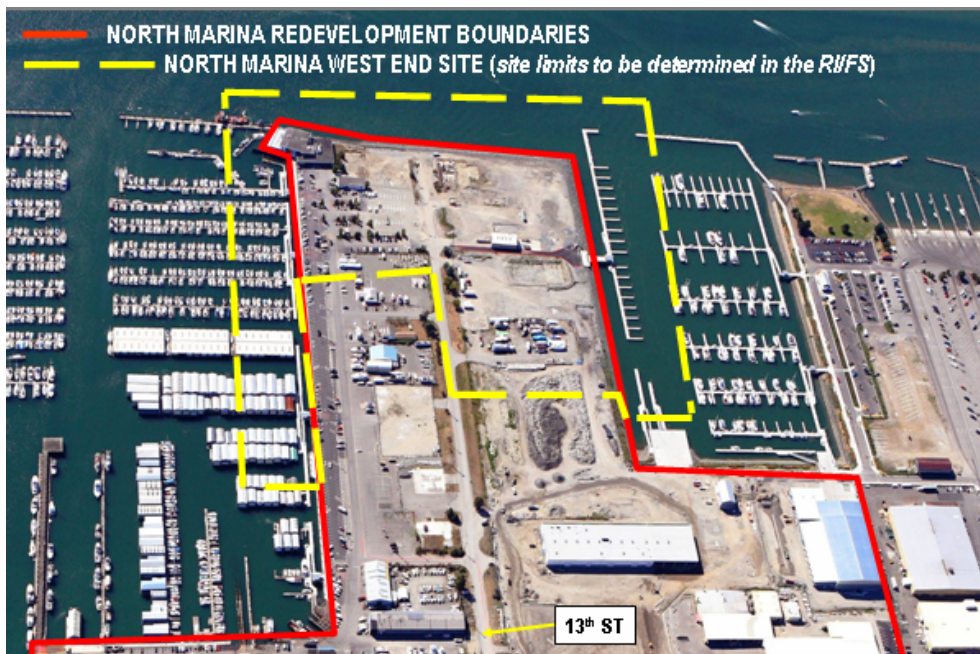 NORTH MARINA REDEVELOPMENT BOUNDARIES
NORTH MARINA WEST END SITE (site limits to be determined in the RI/FS)
13th ST